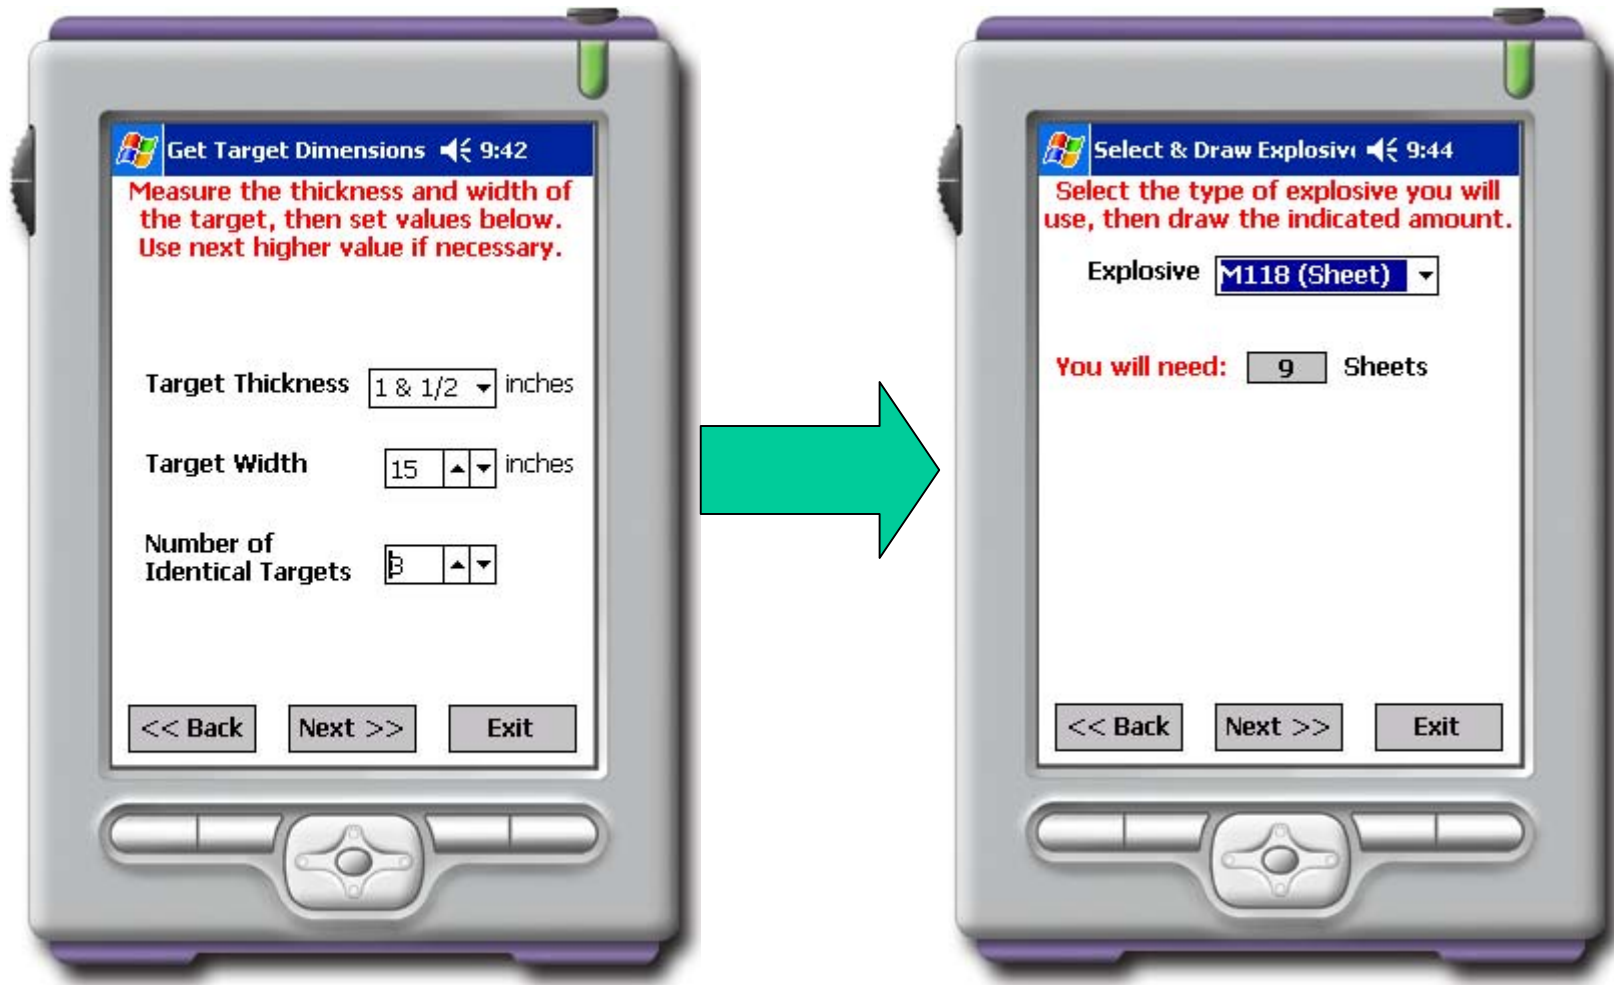 Get Target Dimensions 9:42
Measure the thickness and width of
the target, then set values below.
Use next higher value if necessary.
Target Thickness 1 & 1/2 inches
Target Width 15 inches
Number of
Identical Targets 3
<< Back Next >> Exit
Select & Draw Explosiv 9:44
Select the type of explosive you will
use, then draw the indicated amount.
Explosive M118 (Sheet)
You will need: 9 Sheets
<< Back Next >> Exit